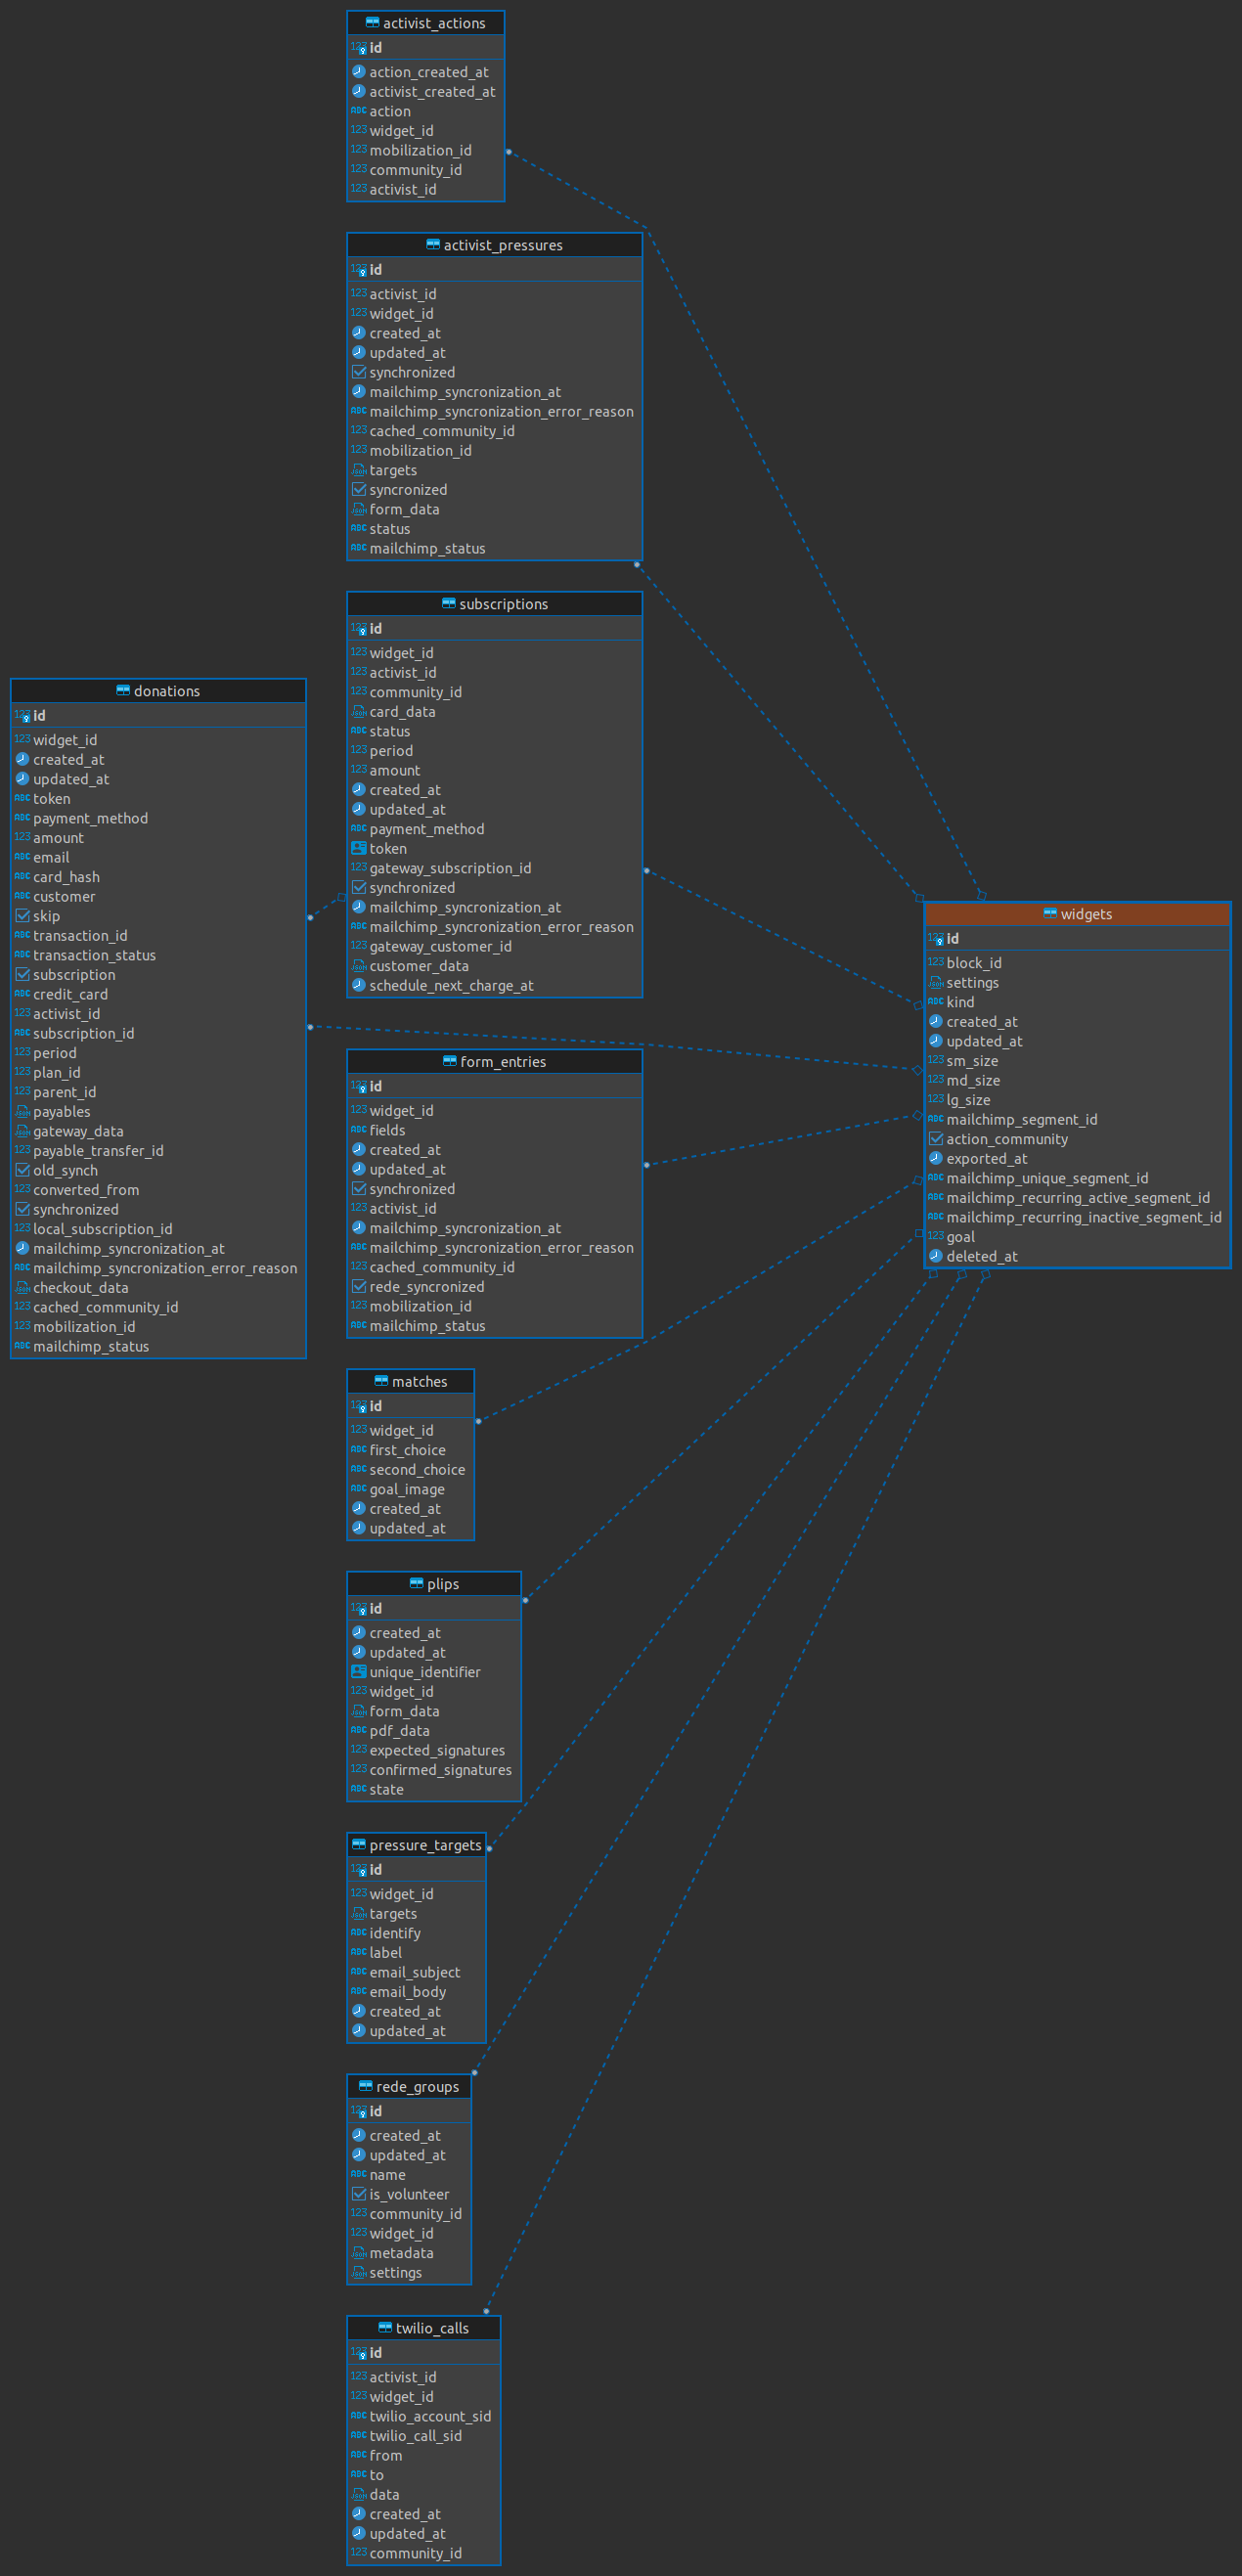 activist_actions
id
action_created_at
activist_created_at
action
widget_id
mobilization_id
community_id
activist_id
activist_pressures
id
activist_id
widget_id
created_at
updated_at
synchronized
mailchimp_syncronization_at
mailchimp_syncronization_error_reason
cached_community_id
mobilization_id
targets
syncronized
form_data
status
mailchimp_status
subscriptions
id
widget_id
activist_id
community_id
card_data
status
period
amount
created_at
updated_at
payment_method
token
gateway_subscription_id
synchronized
mailchimp_syncronization_at
mailchimp_syncronization_error_reason
gateway_customer_id
customer_data
schedule_next_charge_at
donations
id
widget_id
created_at
updated_at
token
payment_method
amount
email
card_hash
customer
skip
transaction_id
transaction_status
subscription
credit_card
activist_id
subscription_id
period
plan_id
parent_id
payables
gateway_data
payable_transfer_id
old_synch
converted_from
synchronized
local_subscription_id
mailchimp_syncronization_at
mailchimp_syncronization_error_reason
checkout_data
cached_community_id
mobilization_id
mailchimp_status
widgets
id
block_id
settings
kind
created_at
updated_at
sm_size
md_size
lg_size
mailchimp_segment_id
action_community
exported_at
mailchimp_unique_segment_id
mailchimp_recurring_active_segment_id
mailchimp_recurring_inactive_segment_id
goal
deleted_at
form_entries
id
widget_id
fields
created_at
updated_at
synchronized
activist_id
mailchimp_syncronization_at
mailchimp_syncronization_error_reason
cached_community_id
rede_syncronized
mobilization_id
mailchimp_status
matches
id
widget_id
first_choice
second_choice
goal_image
created_at
updated_at
plips
id
created_at
updated_at
unique_identifier
widget_id
form_data
pdf_data
expected_signatures
confirmed_signatures
state
pressure_targets
id
widget_id
targets
identify
label
email_subject
email_body
created_at
updated_at
rede_groups
id
created_at
updated_at
name
is_volunteer
community_id
widget_id
metadata
settings
twilio_calls
id
activist_id
widget_id
twilio_account_sid
twilio_call_sid
from
to
data
created_at
updated_at
community_id